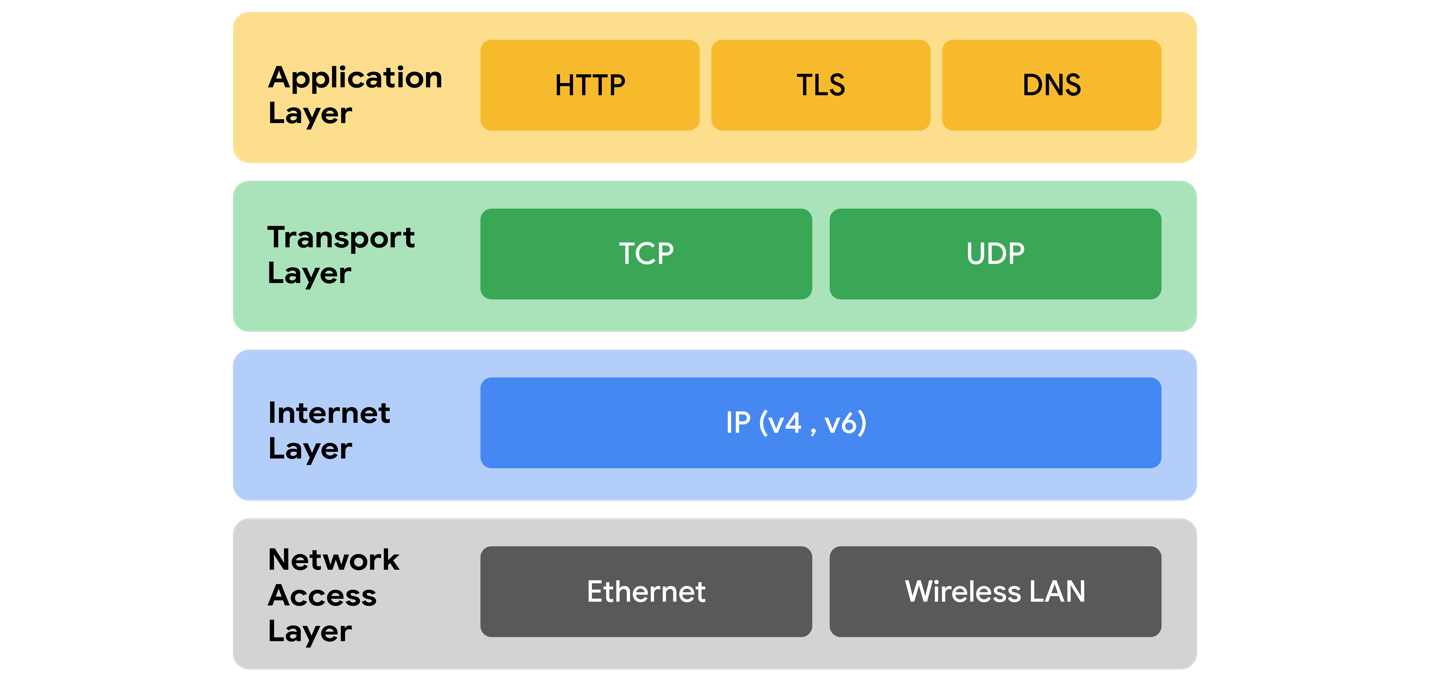 Application
Layer
HTTP
TLS
DNS
Transport
Layer
TCP
UDP
Internet
Layer
IP (v4 , v6)
Network
Access
Layer
Ethernet
Wireless LAN